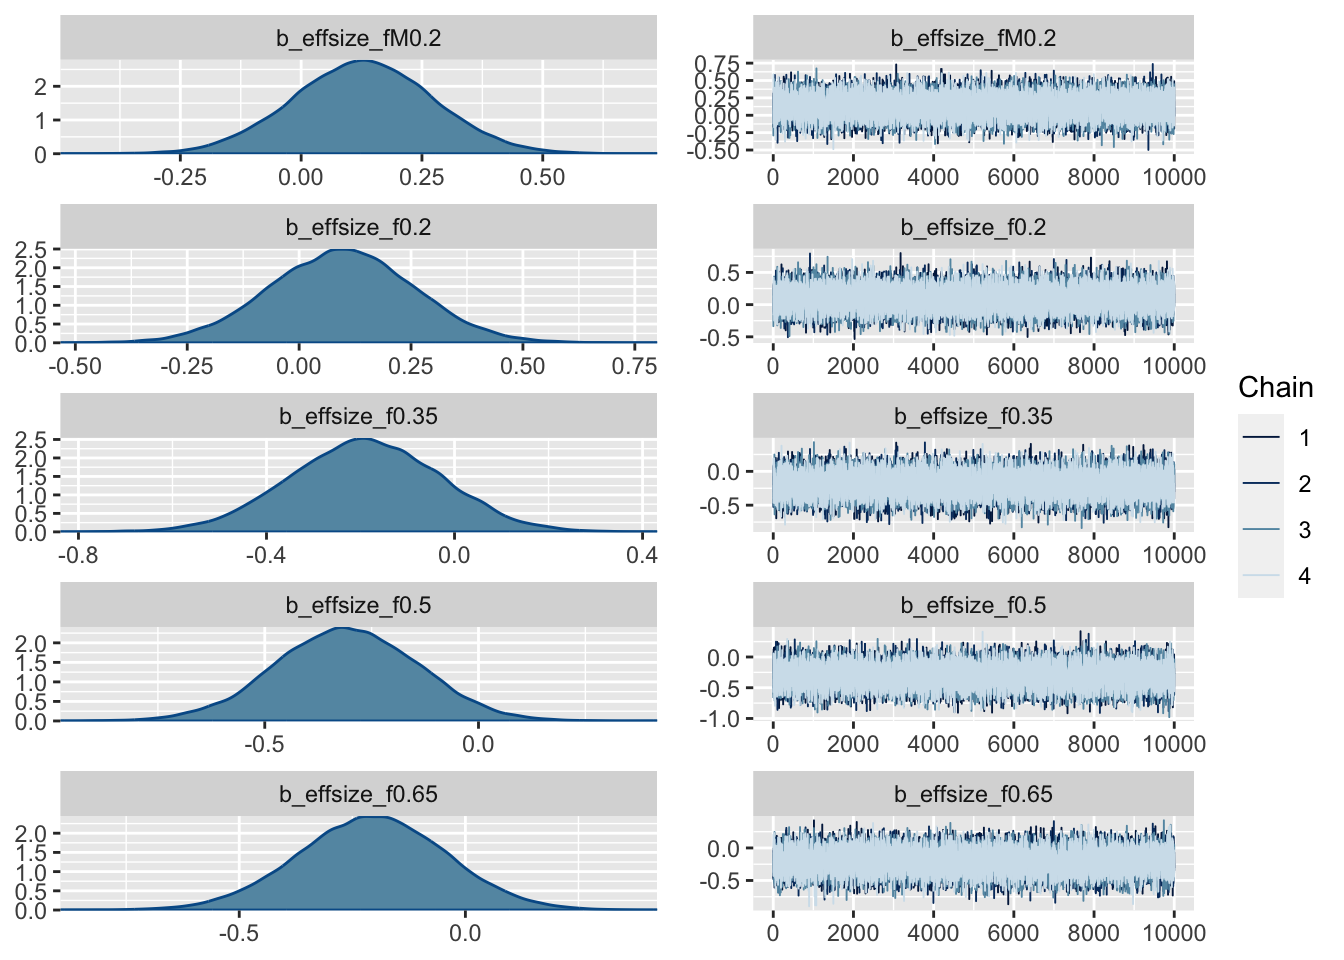 b_effsize_fM0.2
2
1
0
-0.25 0.00 0.25 0.50
b_effsize_fM0.2
0.75
0.50
0.25
0.00
-0.25
-0.50
0 2000 4000 6000 8000 10000
b_effsize_f0.2
2.5
2.0
1.5
1.0
0.5
0.0
-0.50 -0.25 0.00 0.25 0.50 0.75
b_effsize_f0.2
0.5
0.0
-0.5
0 2000 4000 6000 8000 10000
b_effsize_f0.35
2.5
2.0
1.5
1.0
0.5
0.0
-0.8 -0.4 0.0 0.4
b_effsize_f0.35
0.0
-0.5
0 2000 4000 6000 8000 10000
b_effsize_f0.5
2.0
1.5
1.0
0.5
0.0
-0.5 0.0
b_effsize_f0.5
0.0
-0.5
-1.0
0 2000 4000 6000 8000 10000
b_effsize_f0.65
2.0
1.5
1.0
0.5
0.0
-0.5 0.0
b_effsize_f0.65
0.0
-0.5
0 2000 4000 6000 8000 10000
Chain
1
2
3
4